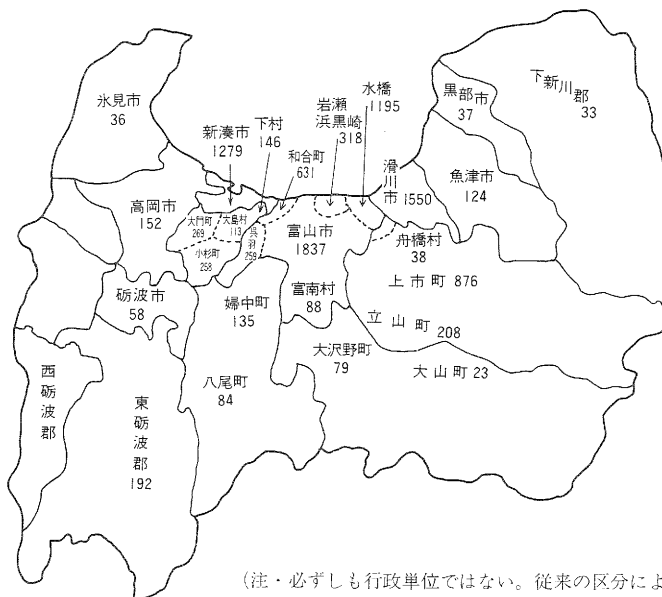 氷見市
36
新湊市
1279
下村
146
和合町
631
岩瀬
浜黒崎
318
水橋
1195
滑川市
1550
黒部市
37
下新川郡
33
魚津市
124
高岡市
152
大門町
269
大島村
113
小杉町
258
呉羽
259
富山市
1837
舟橋村
38
上市町 876
立山町 208
大山町 23
砺波市
58
婦中町
135
富南村
88
大沢野町
79
八尾町
84
西砺波郡
東砺波郡
192
(注・必ずしも行政単位ではない。従来の区分によ